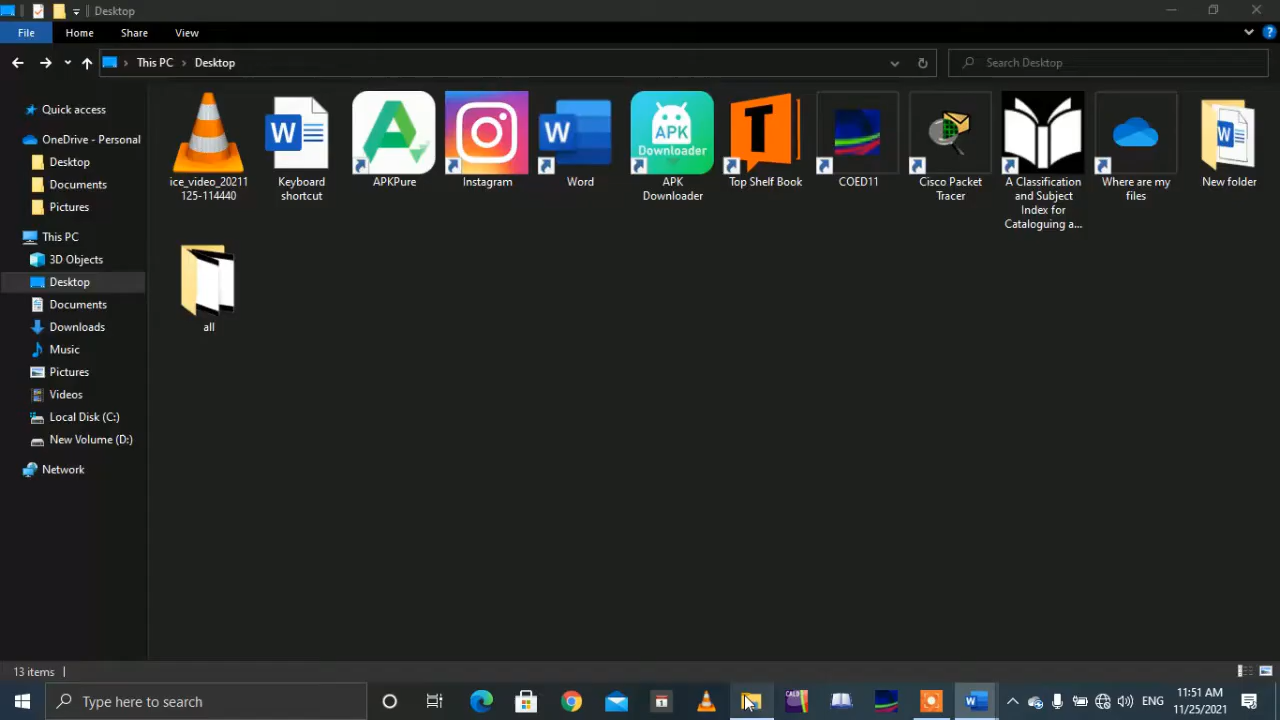 Desktop
File Home Share View
This PC Desktop
Search Desktop
Quick access
OneDrive - Personal
Desktop
Documents
Pictures
This PC
3D Objects
Desktop
Documents
Downloads
Music
Pictures
Videos
Local Disk (C:)
New Volume (D:)
Network
ice_video_20211
125-114440
Keyboard
shortcut
APKPure
Instagram
W
Word
APK
Downloader
APK
Downloader
T
Top Shelf Book
COED11
Cisco Packet
Tracer
A Classification
and Subject
Index for
Cataloguing a...
Where are my
files
New folder
all
13 items
Type here to search
CALD
ENG
11:51 AM
11/25/2021